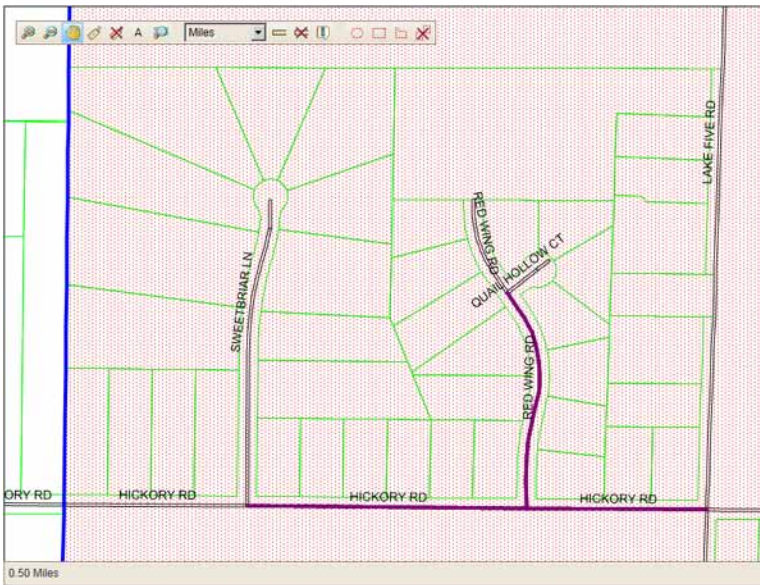 A
Miles
LAKE FIVE RD
RED WING RD
QUAIL HOLLOW CT
SWEETBRIAR LN
RED WING RD
ORY RD
HICKORY RD
HICKORY RD
HICKORY RD
0.50 Miles